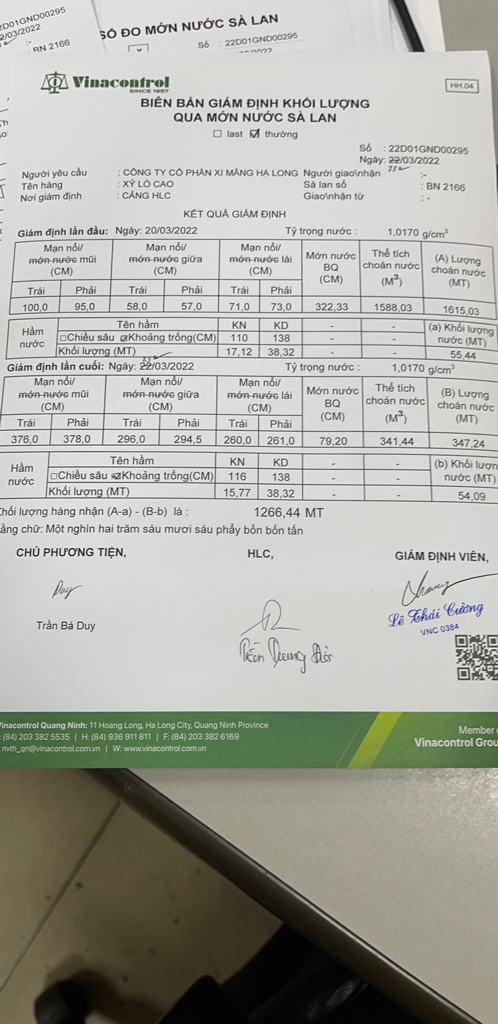 2D01GND00295
2/03/2022
BN 2166
SỐ ĐO MỚN NƯỚC SÀ LAN
Số : 22D01GND00295
Vinacontrol
SINCE 1957
HH.04
BIÊN BẢN GIÁM ĐỊNH KHỐI LƯỢNG
QUA MỚN NƯỚC SÀ LAN
☐ last ☑ thường
Số : 22D01GND00295
Ngày: 22/03/2022
Người yêu cầu : CÔNG TY CỔ PHẦN XI MĂNG HẠ LONG Người giao\nhận :-
Tên hàng : XỶ LÒ CAO Sà lan số : BN 2166
Nơi giám định : CẢNG HLC Giao\nhận từ : -
KẾT QUẢ GIÁM ĐỊNH
Giám định lần đầu: Ngày: 20/03/2022 Tỷ trọng nước : 1,0170 g/cm³
Mạn nổi/ Mạn nổi/ Mạn nổi/ Mớn nước Thể tích (A) Lượng
mớn nước mũi mớn nước giữa mớn nước lái BQ choán nước choán nước
(CM) (CM) (CM) (CM) (M³) (MT)
Trái Phải Trái Phải Trái Phải
100,0 95,0 58,0 57,0 71,0 73,0 322,33 1588,03 1615,03
Hầm nước Tên hầm KN KD - - (a) Khối lượng
☐Chiều sâu ☑Khoảng trống(CM) 110 138 - - nước (MT)
Khối lượng (MT) 17,12 38,32 - - 55,44
Giám định lần cuối: Ngày: 22/03/2022 Tỷ trọng nước : 1,0170 g/cm³
Mạn nổi/ Mạn nổi/ Mạn nổi/ Mớn nước Thể tích (B) Lượng
mớn nước mũi mớn nước giữa mớn nước lái BQ choán nước choán nước
(CM) (CM) (CM) (CM) (M³) (MT)
Trái Phải Trái Phải Trái Phải
376,0 378,0 296,0 294,5 260,0 261,0 79,20 341,44 347,24
Hầm nước Tên hầm KN KD - - (b) Khối lượn
☐Chiều sâu ☑Khoảng trống(CM) 116 138 - - nước (MT)
Khối lượng (MT) 15,77 38,32 - - 54,09
hối lượng hàng nhận (A-a) - (B-b) là : 1266,44 MT
ằng chữ: Một nghìn hai trăm sáu mươi sáu phẩy bốn bốn tấn
CHỦ PHƯƠNG TIỆN, HLC, GIÁM ĐỊNH VIÊN,
Duy
Trần Bá Duy
Lê Thái Cường
VNC 0384
Vinacontrol Quang Ninh: 11 Hoang Long, Ha Long City, Quang Ninh Province
: (84) 203 382 5535 | H: (84) 936 911 811 | F: (84) 203 382 6169
nvth_qn@vinacontrol.com.vn | W: www.vinacontrol.com.vn
Member o
Vinacontrol Grou